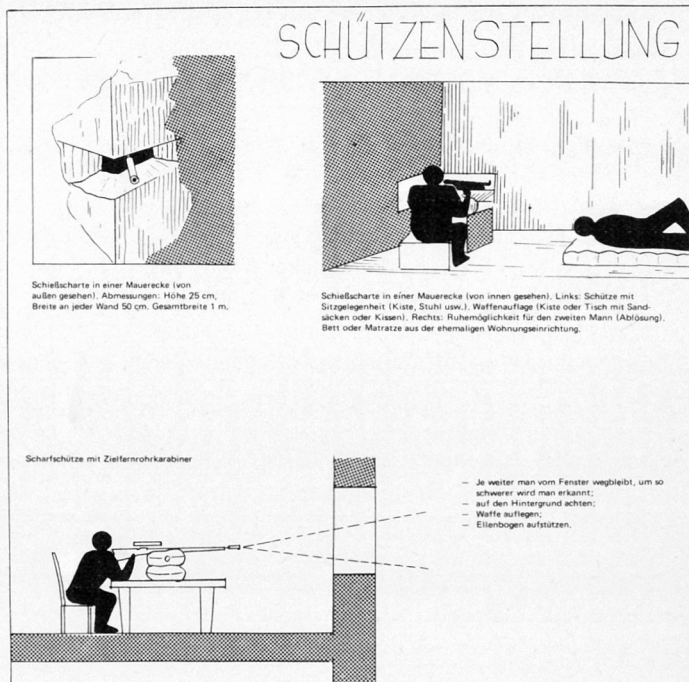 SCHÜTZENSTELLUNG
Schießscharte in einer Mauerecke (von
außen gesehen). Abmessungen: Höhe 25 cm,
Breite an jeder Wand 50 cm. Gesamtbreite 1 m.
Schießscharte in einer Mauerecke (von innen gesehen). Links: Schütze mit
Sitzgelegenheit (Kiste, Stuhl usw.). Waffenauflage (Kiste oder Tisch mit Sand-
säcken oder Kissen). Rechts: Ruhemöglichkeit für den zweiten Mann (Ablösung).
Bett oder Matratze aus der ehemaligen Wohnungseinrichtung.
Scharfschütze mit Zielfernrohrkarabiner
— Je weiter man vom Fenster wegbleibt, um so
schwerer wird man erkannt;
— auf den Hintergrund achten;
— Waffe auflegen;
— Ellenbogen aufstützen.